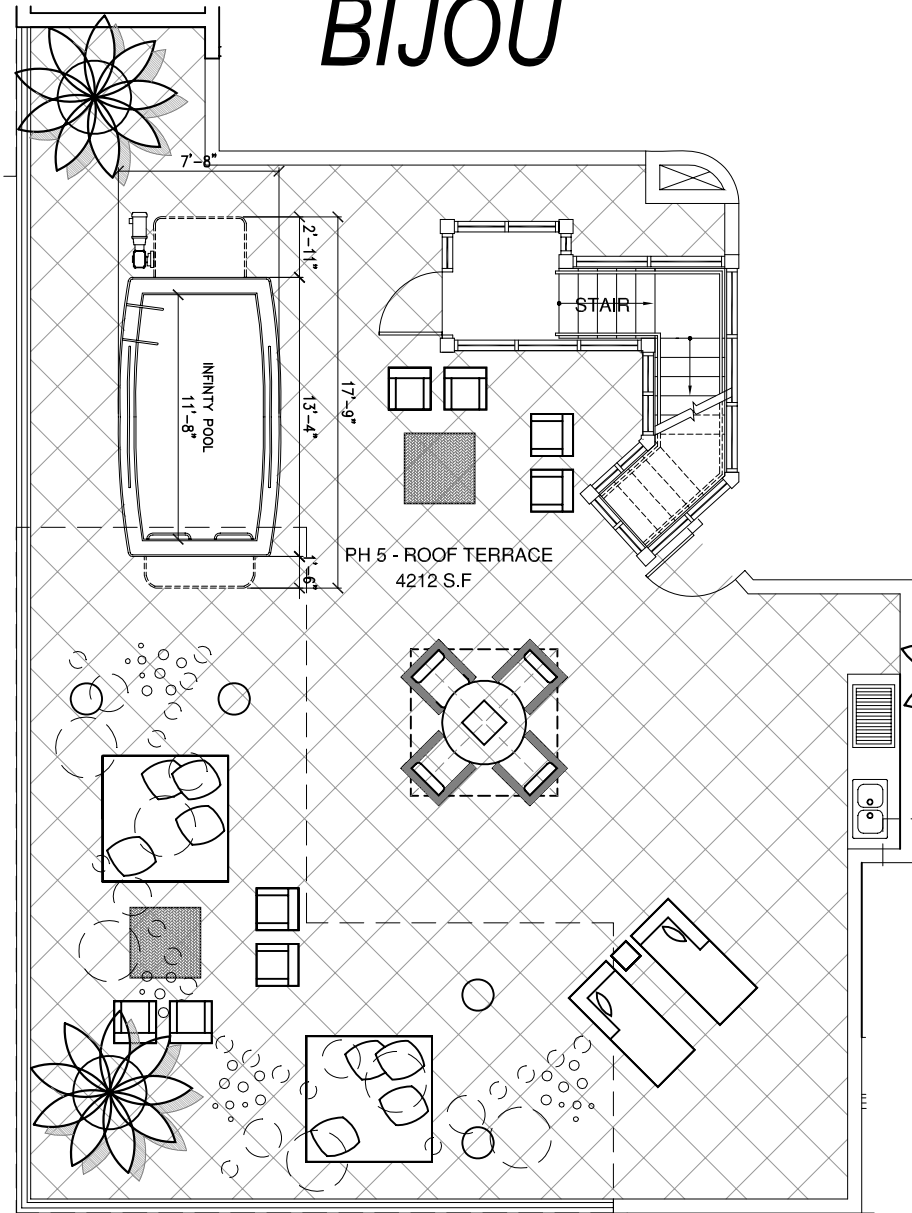 BIJOU
7'-8"
2'-11"
STAIR
INFINTY POOL
11'-8"
13'-4"
17'-9"
1'-6"
PH 5 - ROOF TERRACE
4212 S.F